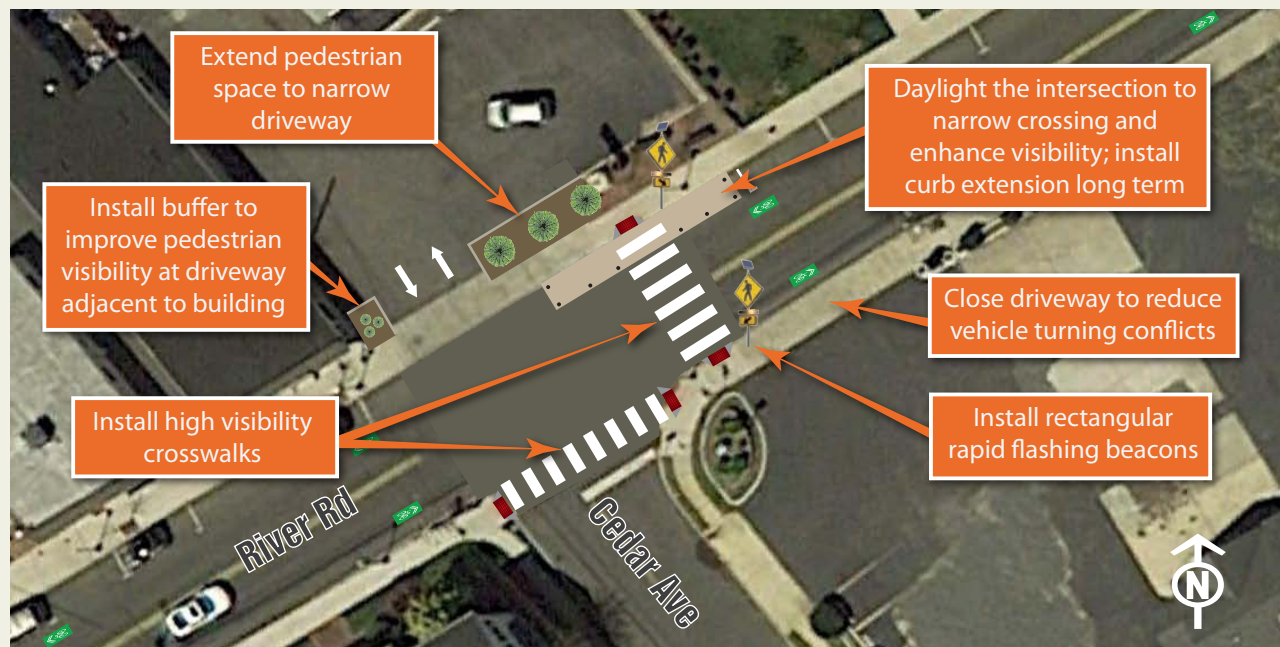 Extend pedestrian
space to narrow
driveway
Daylight the intersection to
narrow crossing and
enhance visibility; install
curb extension long term
Install buffer to
improve pedestrian
visibility at driveway
adjacent to building
Close driveway to reduce
vehicle turning conflicts
Install high visibility
crosswalks
Install rectangular
rapid flashing beacons
River Rd
Cedar Ave
N